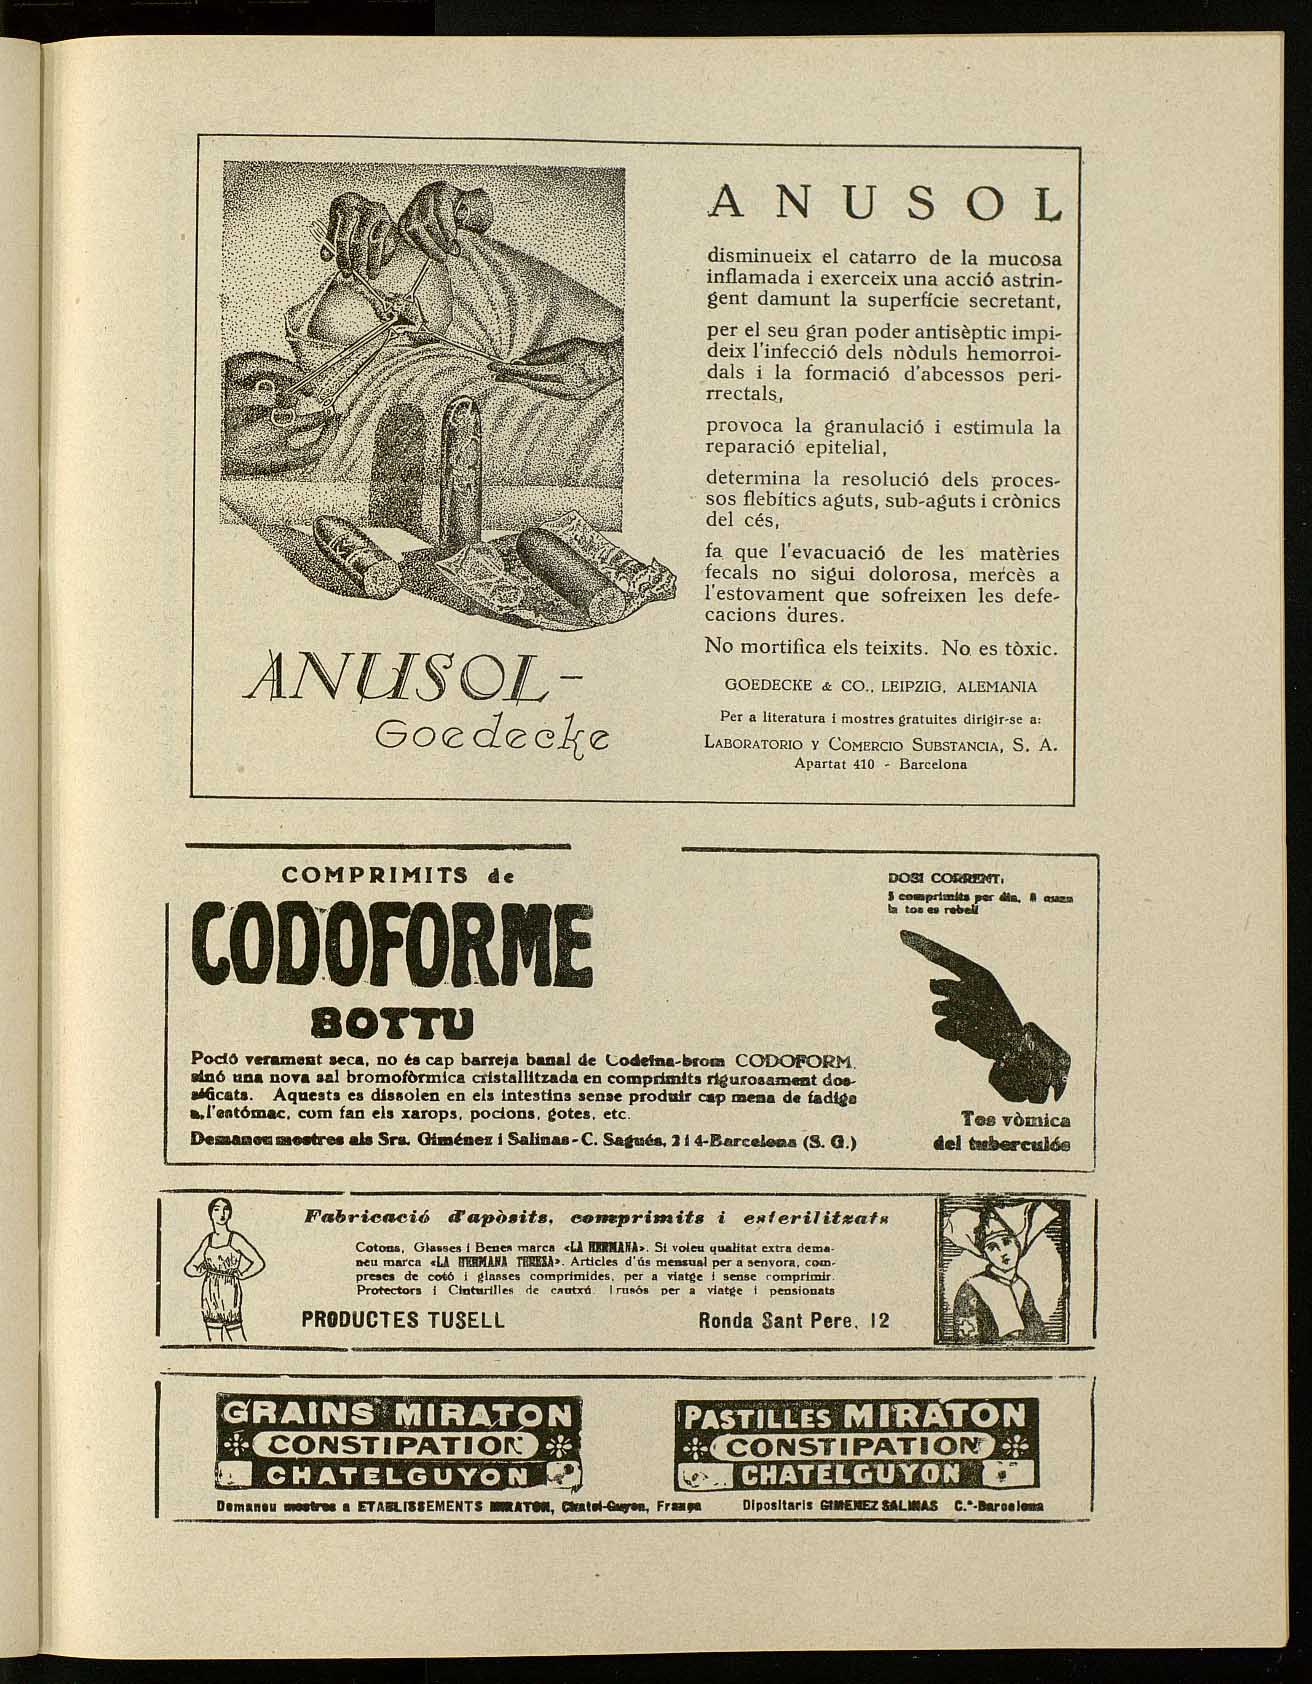 ANUSOL-
Goedecke
ANUSOL
disminueix el catarro de la mucosa
inflamada i exerceix una acció astrin-
gent damunt la superfície secretant,
per el seu gran poder antisèptic impi-
deix l'infecció dels nòduls hemorroi-
dals i la formació d'abcessos peri-
rrectals,
provoca la granulació i estimula la
reparació epitelial,
determina la resolució dels proces-
sos flebítics aguts, sub-aguts i crònics
del cés,
fa que l'evacuació de les matèries
fecals no sigui dolorosa, mercès a
l'estovament que sofreixen les defe-
cacions dures.
No mortifica els teixits. No es tòxic.
GOEDECKE & CO., LEIPZIG, ALEMANIA
Per a literatura i mostres gratuites dirigir-se a:
LABORATORIO Y COMERCIO SUBSTANCIA, S. A.
Apartat 410 - Barcelona
COMPRIMITS de
CODOFORME
BOTTU
Poció verament seca, no és cap barreja banal de Codeína-brom CODOFORM,
sinó una nova sal bromofòrmica cristallitzada en comprimits rigurosament dos-
sificats. Aquests es dissolen en els intestins sense produir cap mena de fadiga
a l'estómac, com fan els xarops, pocions, gotes, etc.
Demaneu mostres als Srs. Giménez i Salinas-C. Sagués, 2 i 4-Barcelona (S. G.)
DOSI CORRENT,
5 comprimits per dia, 8 quan
la tos es rebell
Tos vòmica
del tuberculós
Fabricació d'apòsits, comprimits i esterilitzats
Cotons, Glasses i Benes marca «LA HERMANA». Si voleu qualitat extra dema-
neu marca «LA HERMANA TERESA». Articles d'ús mensual per a senyora, com-
preses de cotó i glasses comprimides, per a viatge i sense comprimir.
Protectors i Cinturilles de cautxú. Irusós per a viatge i pensionats
PRODUCTES TUSELL Ronda Sant Pere, 12
GRAINS MIRATON
CONSTIPATION
CHATELGUYON
PASTILLES MIRATON
CONSTIPATION
CHATELGUYON
Demaneu mostres a ETABLISSEMENTS MIRATON, Chatel-Guyon, França Dipositaris GIMENEZ SALINAS C.ª-Barcelona